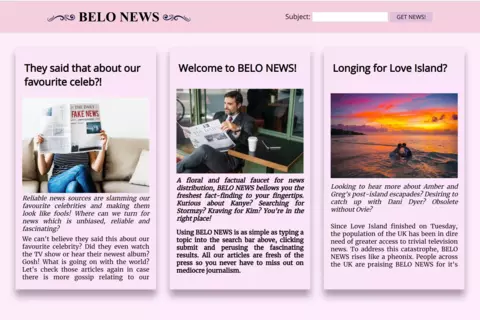 BELO NEWS
Subject:
GET NEWS!
They said that about our
favourite celeb?!
THE DAILY
FAKE NEWS
Reliable news sources are slamming our
favourite celebrities and making them
look like fools! Where can we turn for
news which is unbiased, reliable and
fascinating?
We can't believe they said this about our
favourite celebrity? Did they even watch
the TV show or hear their newest album?
Gosh! What is going on with the world?
Let's check those articles again in case
there is more gossip relating to our
Welcome to BELO NEWS!
A floral and factual faucet for news
distribution, BELO NEWS bellows you the
freshest fact-finding to your fingertips.
Kurious about Kanye? Searching for
Stormzy? Kraving for Kim? You're in the
right place!
Using BELO NEWS is as simple as typing a
topic into the search bar above, clicking
submit and perusing the fascinating
results. All our articles are fresh of the
press so you never have to miss out on
mediocre journalism.
Longing for Love Island?
Looking to hear more about Amber and
Greg's post-island escapades? Desiring to
catch up with Dani Dyer? Obsolete
without Ovie?
Since Love Island finished on Tuesday,
the population of the UK has been in dire
need of greater access to trivial television
news. To address this catastrophe, BELO
NEWS rises like a pheonix. People across
the UK are praising BELO NEWS for it's